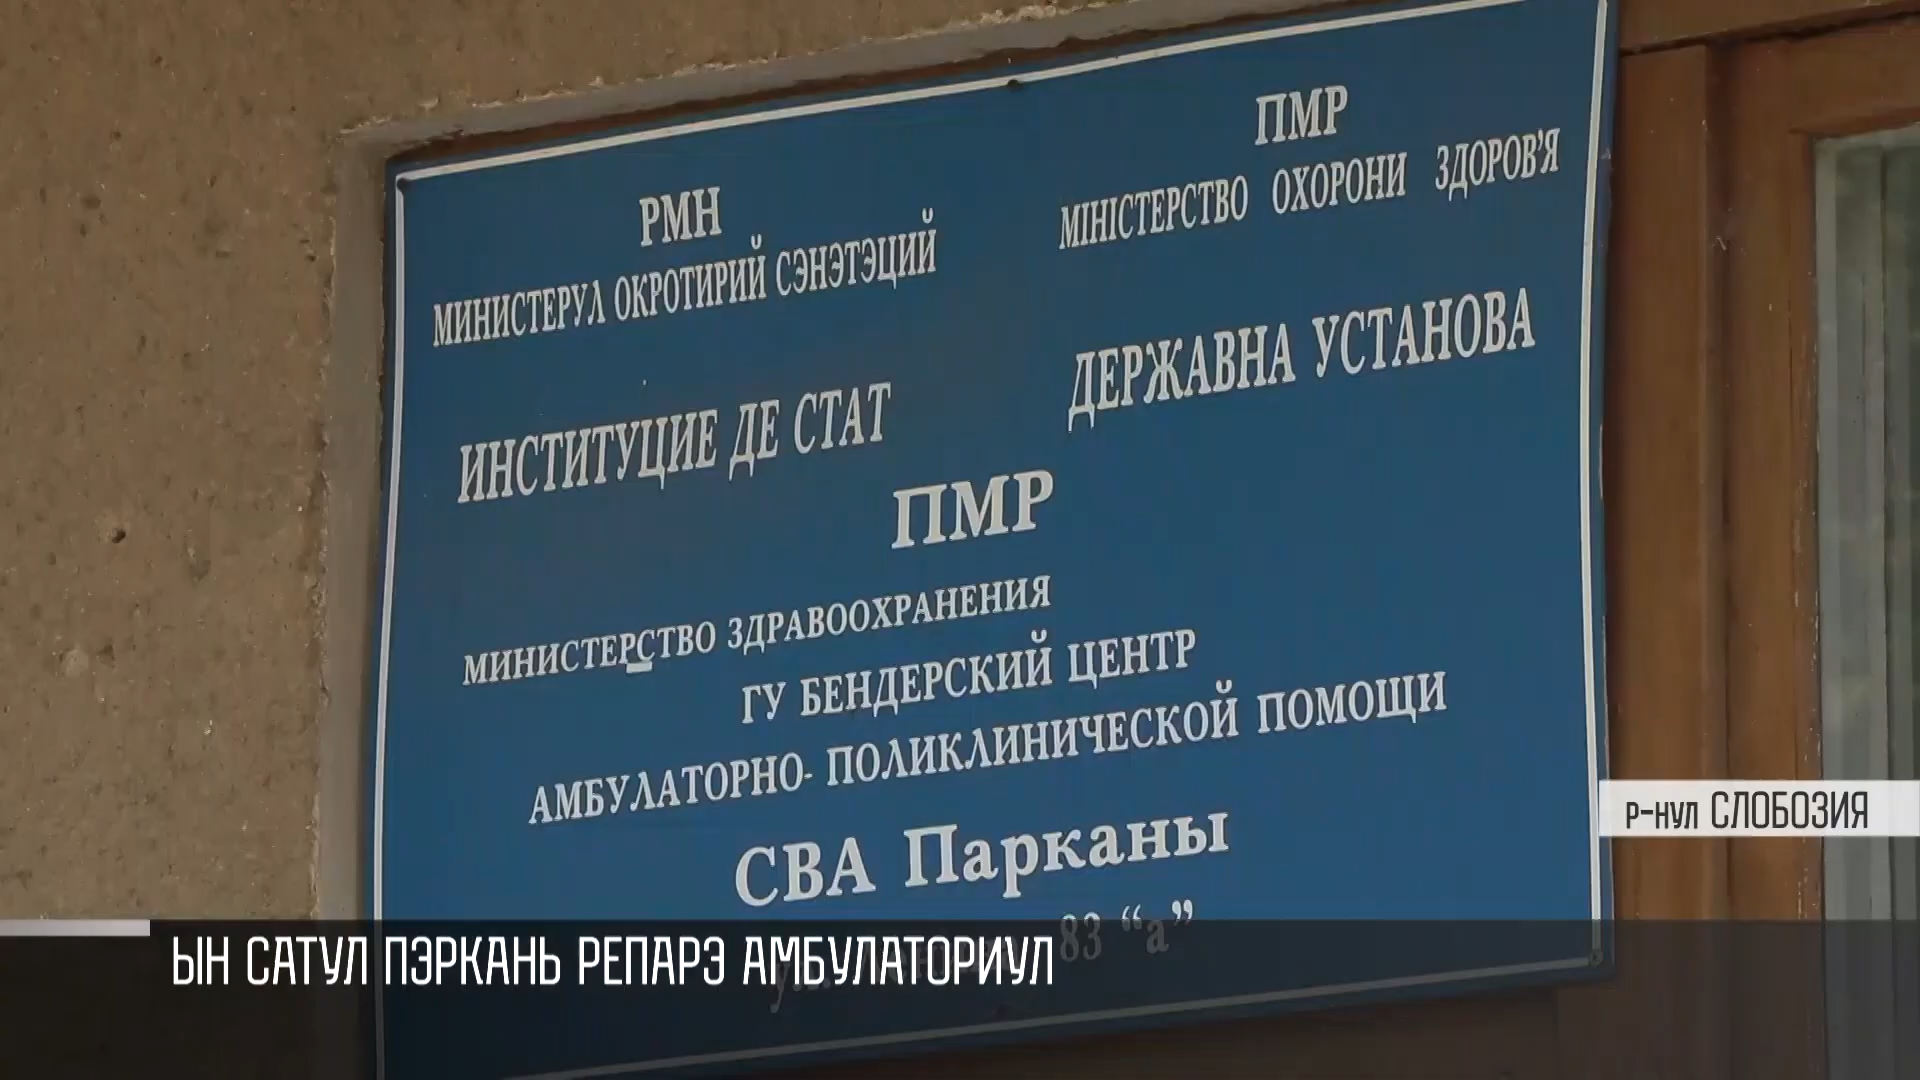 РМН
МИНИСТЕРУЛ ОКРОТИРИЙ СЭНЭТЭЦИЙ
ИНСТИТУЦИЕ ДЕ СТАТ
ПМР
МІНІСТЕРСТВО ОХОРОНИ ЗДОРОВ'Я
ДЕРЖАВНА УСТАНОВА
ПМР
МИНИСТЕРСТВО ЗДРАВООХРАНЕНИЯ
ГУ БЕНДЕРСКИЙ ЦЕНТР
АМБУЛАТОРНО- ПОЛИКЛИНИЧЕСКОЙ ПОМОЩИ
СВА Парканы
83 “а”
р-нул СЛОБОЗИЯ
ЫН САТУЛ ПЭРКАНЬ РЕПАРЭ АМБУЛАТОРИУЛ